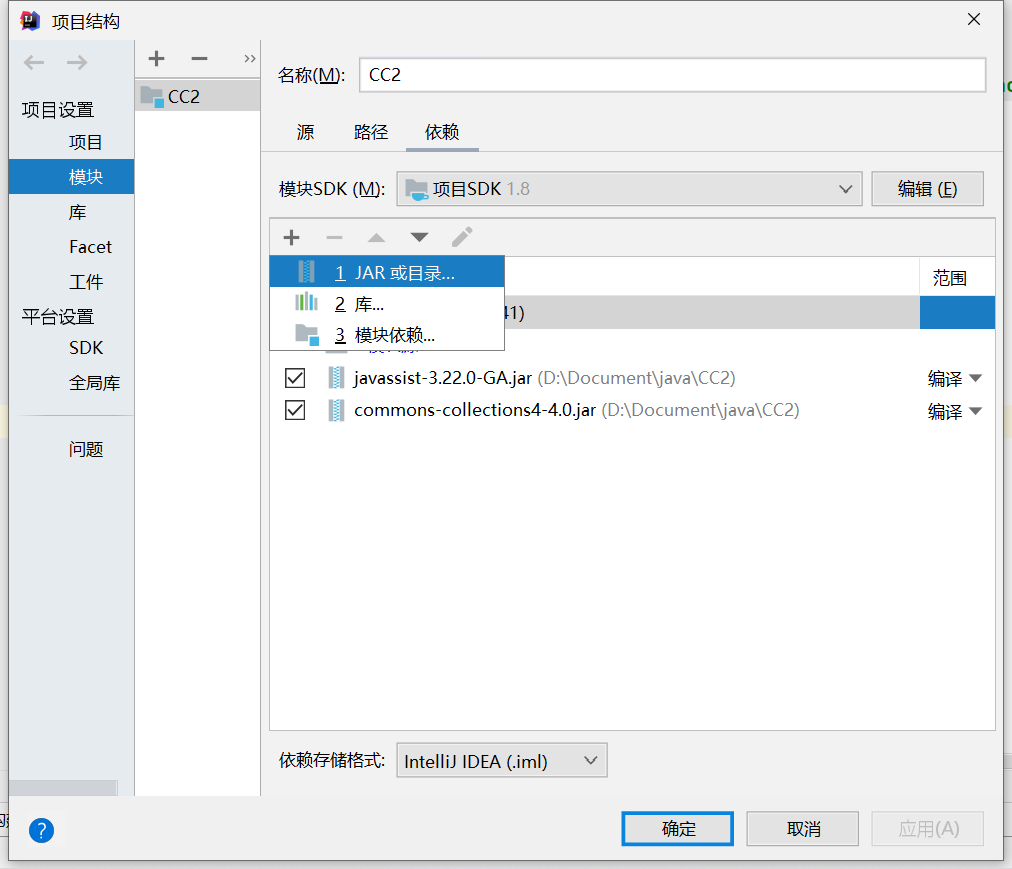 项目结构
名称(M): CC2
项目设置
项目
模块
库
Facet
工件
平台设置
SDK
全局库
问题
CC2
源 路径 依赖
模块SDK (M): 项目SDK 1.8 编辑 (E)
范围
1 JAR 或目录...
2 库...
3 模块依赖...
41)
javassist-3.22.0-GA.jar (D:\Document\java\CC2) 编译
commons-collections4-4.0.jar (D:\Document\java\CC2) 编译
依赖存储格式: IntelliJ IDEA (.iml)
? 确定 取消 应用(A)